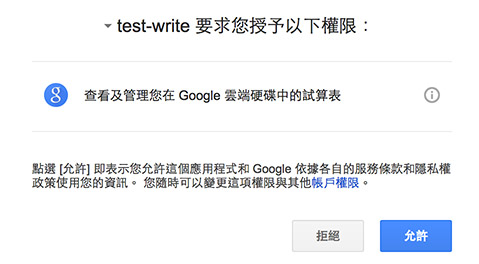 test-write 要求您授予以下權限：
8 查看及管理您在 Google 雲端硬碟中的試算表
點選 [允許] 即表示您允許這個應用程式和 Google 依據各自的服務條款和隱私權
政策使用您的資訊。 您隨時可以變更這項權限與其他帳戶權限。
拒絕 允許